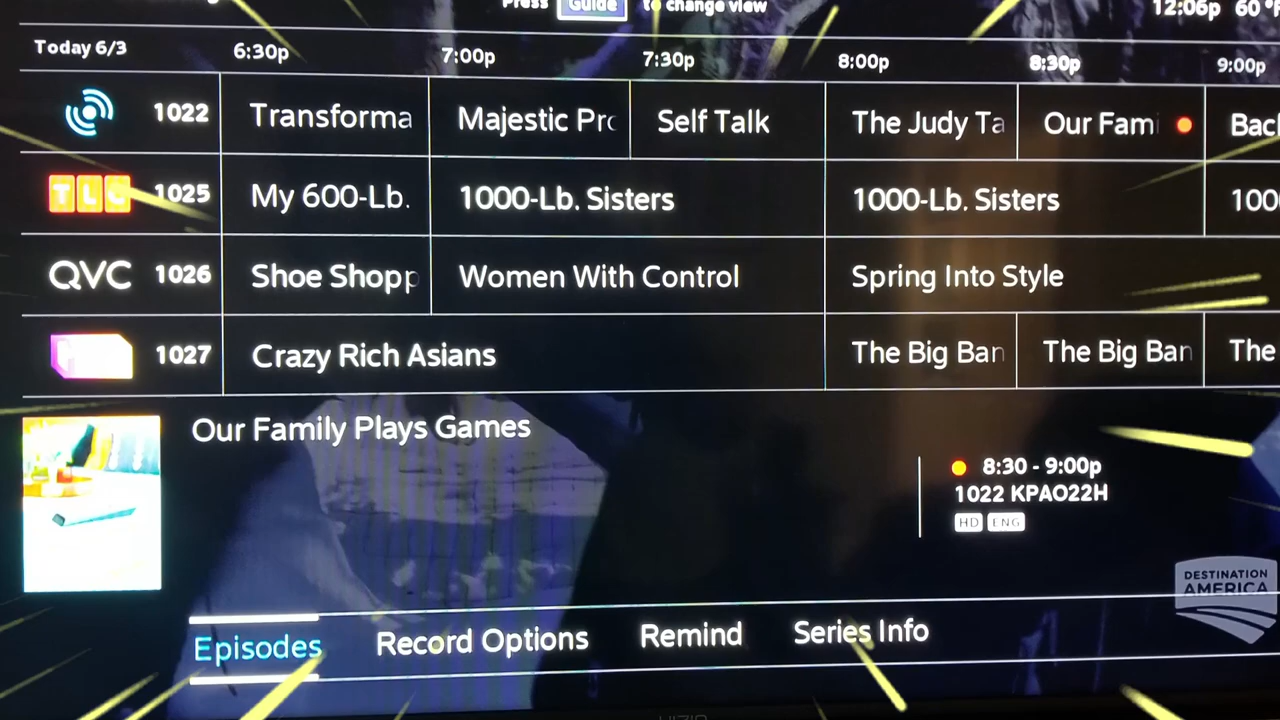 Press Guide to change view
12:06p 60 °F
Today 6/3 6:30p 7:00p 7:30p 8:00p 8:30p 9:00p
1022 Transforma Majestic Pro Self Talk The Judy Ta Our Fami Bac
TLC 1025 My 600-Lb. 1000-Lb. Sisters 1000-Lb. Sisters 100
QVC 1026 Shoe Shopp Women With Control Spring Into Style
1027 Crazy Rich Asians The Big Ban The Big Ban The
Our Family Plays Games
8:30 - 9:00p
1022 KPAO22H
HD ENG
DESTINATION
AMERICA
Episodes Record Options Remind Series Info
VIZIO